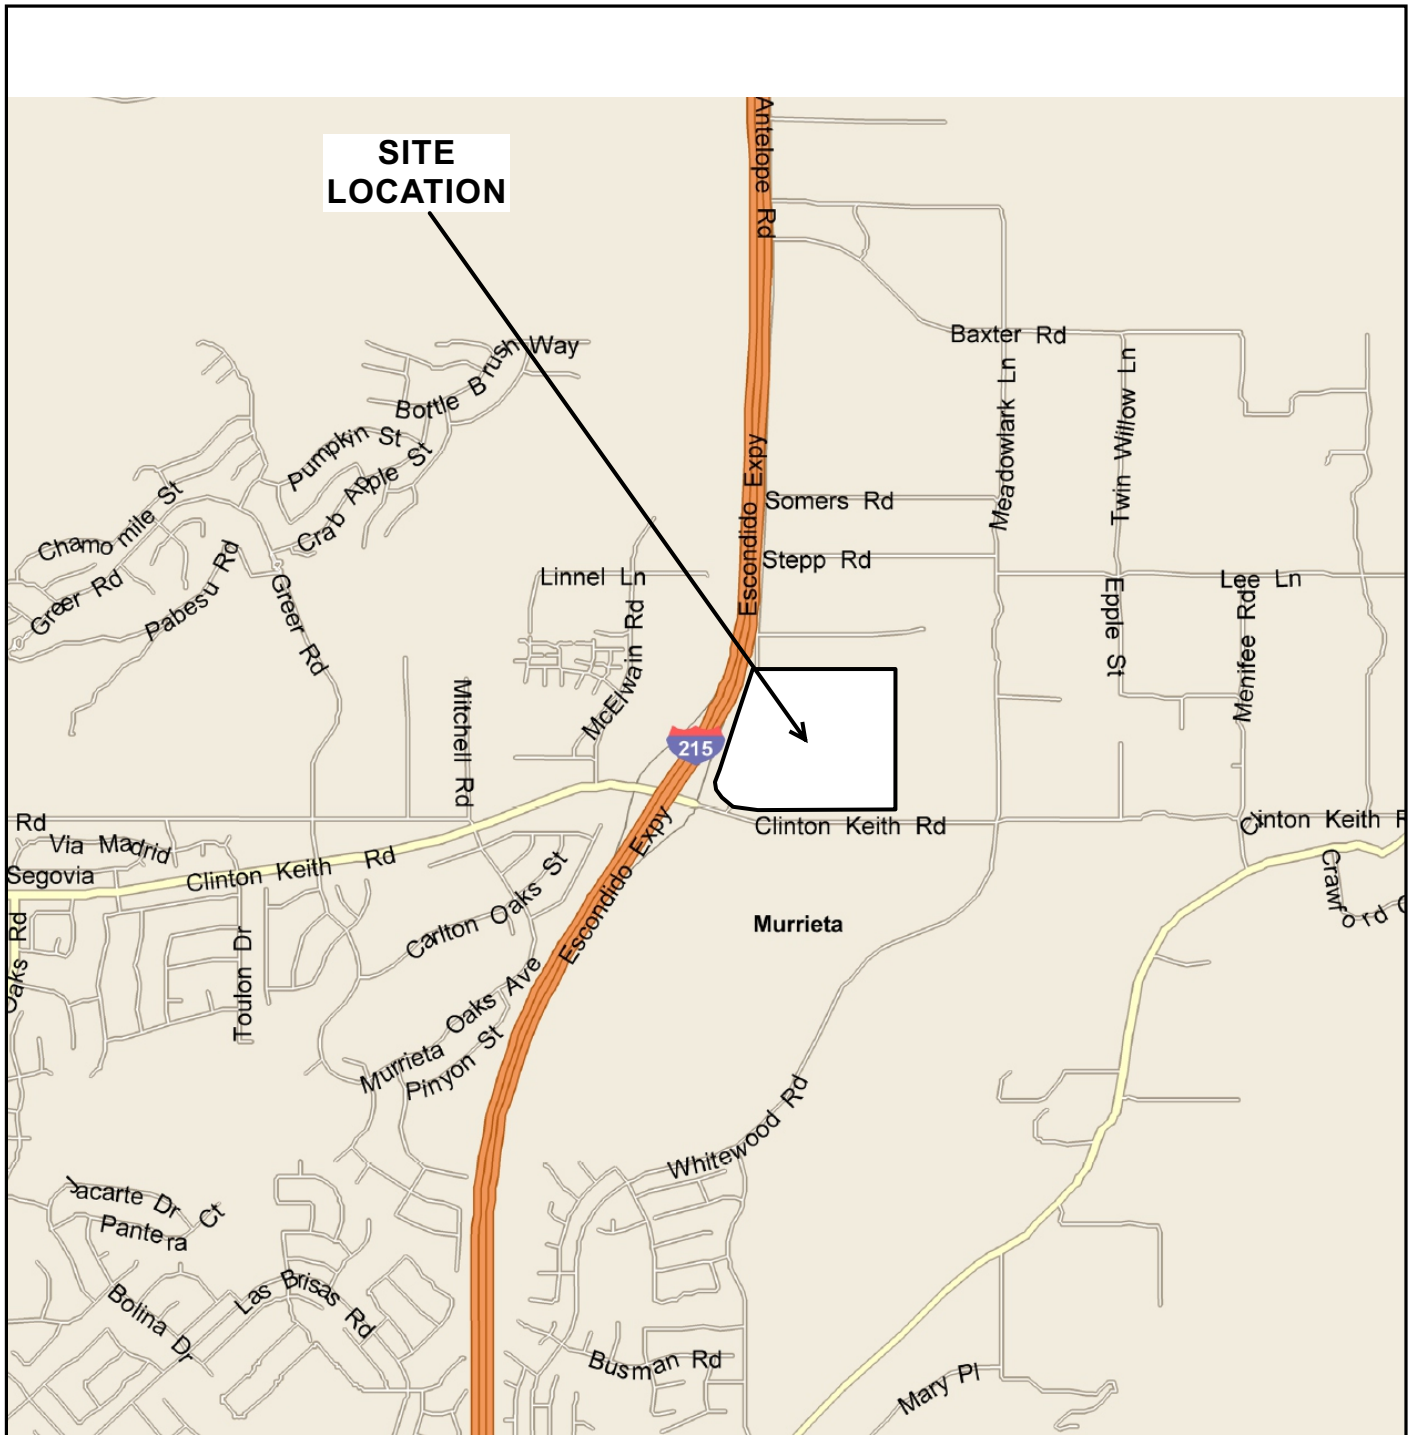 Antelope Rd
SITE
LOCATION
Baxter Rd
Bottle Brush Way
Meadowlark Ln
Twin Willow Ln
Pumpkin St
Crab Apple St
Escondido Expy
Somers Rd
Chamomile St
Stepp Rd
Linnel Ln
Lee Ln
Greer Rd
Pabesu Rd
Greer Rd
McElwain Rd
Epple St
Menifee Rd
Mitchell Rd
215
Rd
Clinton Keith Rd
Clinton Keith R
Via Madrid
Segovia
Clinton Keith Rd
Escondido Expy
Carlton Oaks St
Crawford C
Murrieta
Oaks Rd
Toulon Dr
Murrieta Oaks Ave
Pinyon St
Whitewood Rd
Yacarte Dr
Pantera Ct
Las Brisas Rd
Bolina Dr
Busman Rd
Mary Pl